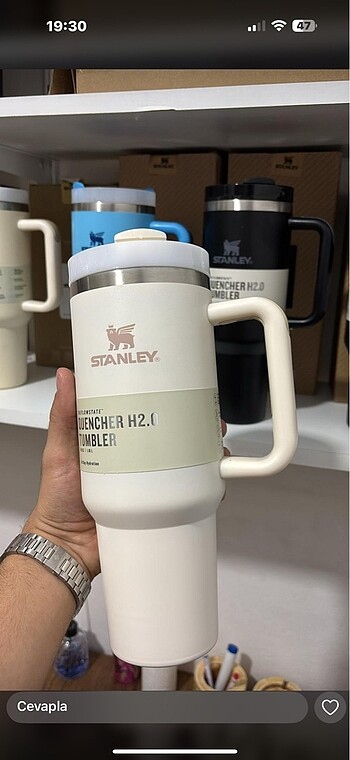 19:30
47
STANLEY
QUENCHER H2.0
TUMBLER
STANLEY®
QUENCHER H2.0
TUMBLER
Cevapla